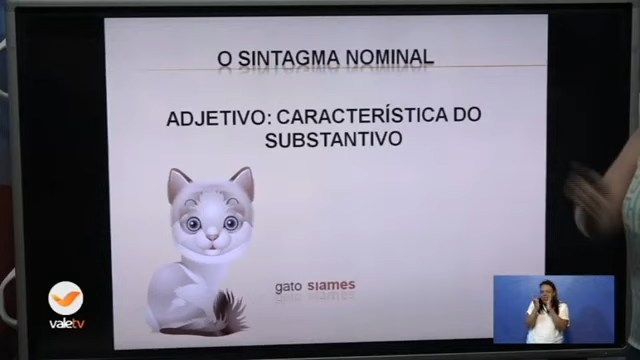 O SINTAGMA NOMINAL
ADJETIVO: CARACTERÍSTICA DO
SUBSTANTIVO
gato siames
valetv